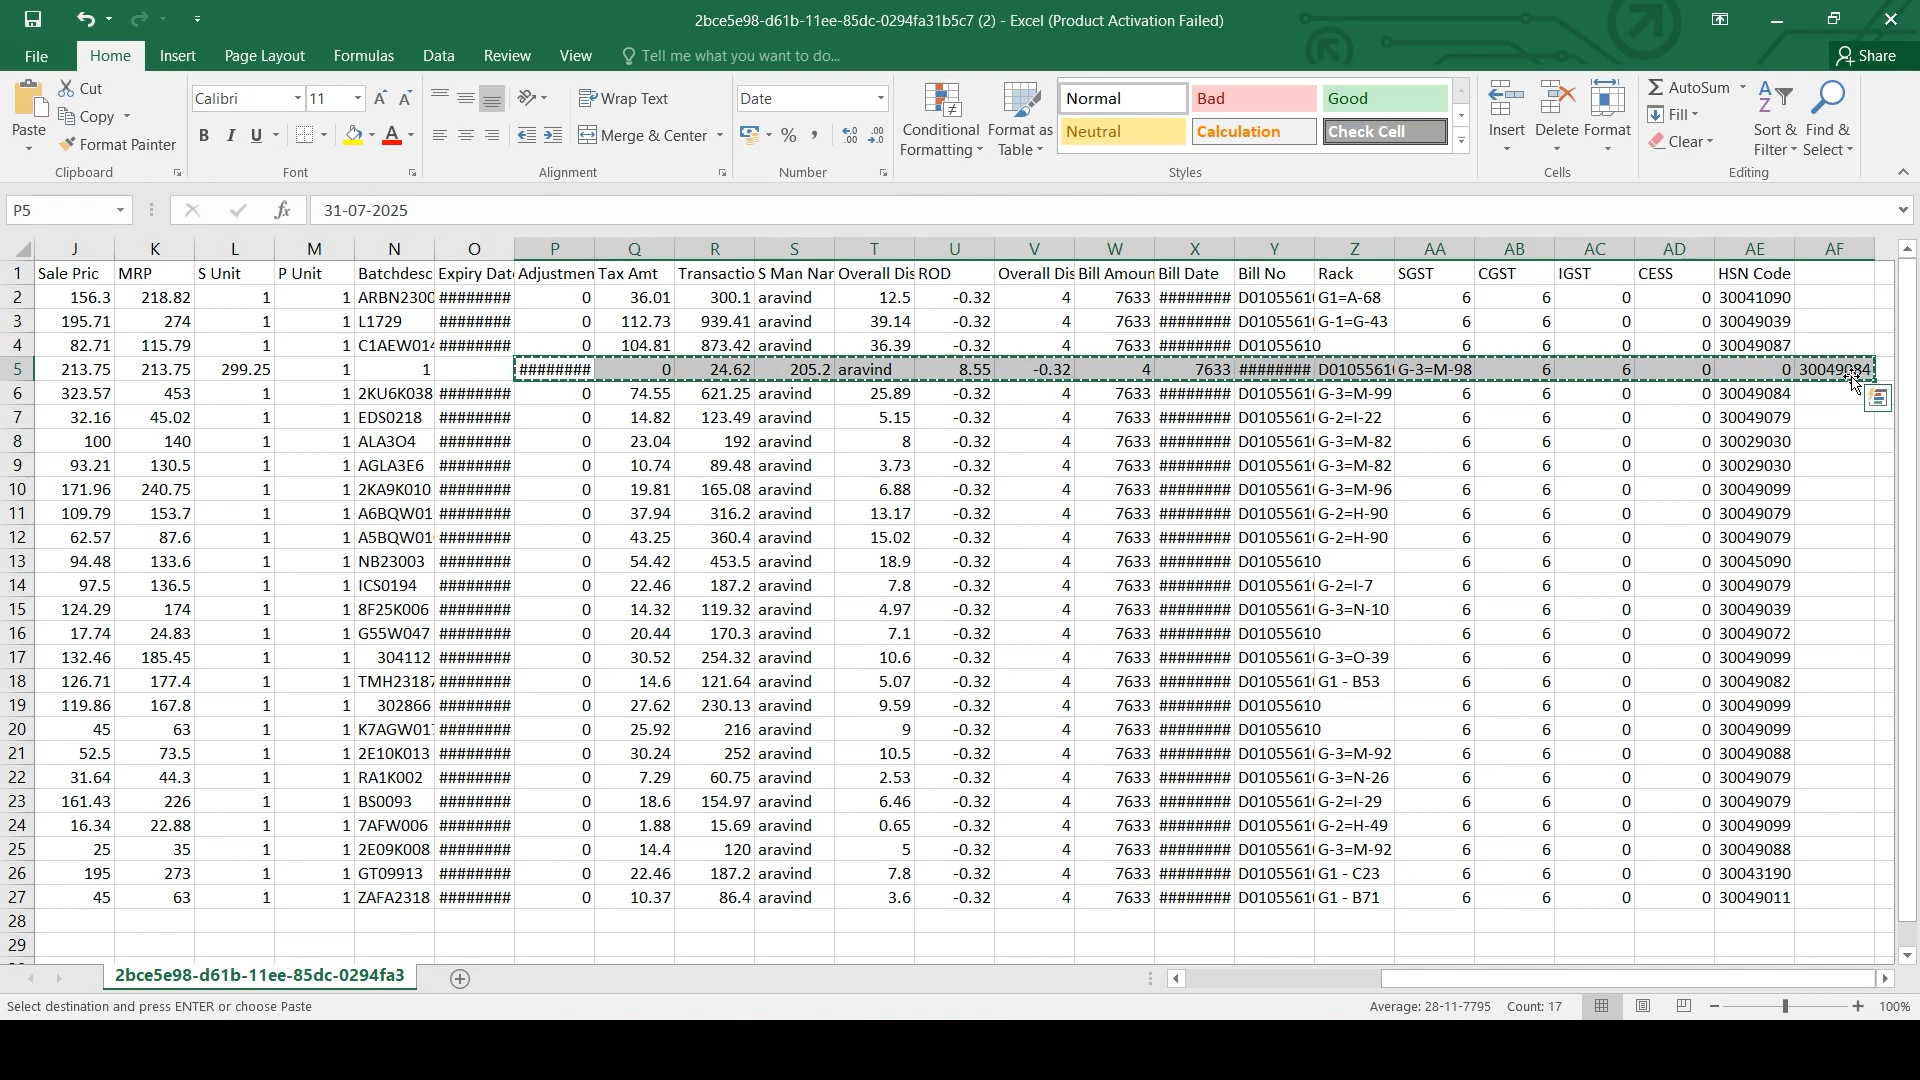 2bce5e98-d61b-11ee-85dc-0294fa31b5c7 (2) - Excel (Product Activation Failed)
File Home Insert Page Layout Formulas Data Review View Tell me what you want to do... Share
Paste Cut Copy Format Painter
Calibri 11 B I U A
Wrap Text Merge & Center
Date % ,
Conditional Formatting Format as Table
Normal Bad Good
Neutral Calculation Check Cell
Insert Delete Format
AutoSum Fill Clear Sort & Filter Find & Select
Clipboard Font Alignment Number Styles Cells Editing
P5 fx 31-07-2025
J K L M N O P Q R S T U V W X Y Z AA AB AC AD AE AF
1 Sale Pric MRP S Unit P Unit Batchdesc Expiry Date Adjustmen Tax Amt Transactio S Man Nar Overall Dis ROD Overall Dis Bill Amoun Bill Date Bill No Rack SGST CGST IGST CESS HSN Code
2 156.3 218.82 1 1 ARBN2300 ######## 0 36.01 300.1 aravind 12.5 -0.32 4 7633 ######## D0105561 G1=A-68 6 6 0 0 30041090
3 195.71 274 1 1 L1729 ######## 0 112.73 939.41 aravind 39.14 -0.32 4 7633 ######## D0105561 G-1=G-43 6 6 0 0 30049039
4 82.71 115.79 1 1 C1AEW014 ######## 0 104.81 873.42 aravind 36.39 -0.32 4 7633 ######## D01055610 6 6 0 0 30049087
5 213.75 213.75 299.25 1 1 ######## 0 24.62 205.2 aravind 8.55 -0.32 4 7633 ######## D0105561 G-3=M-98 6 6 0 0 30049084
6 323.57 453 1 1 2KU6K038 ######## 0 74.55 621.25 aravind 25.89 -0.32 4 7633 ######## D0105561 G-3=M-99 6 6 0 0 30049084
7 32.16 45.02 1 1 EDS0218 ######## 0 14.82 123.49 aravind 5.15 -0.32 4 7633 ######## D0105561 G-2=I-22 6 6 0 0 30049079
8 100 140 1 1 ALA3O4 ######## 0 23.04 192 aravind 8 -0.32 4 7633 ######## D0105561 G-3=M-82 6 6 0 0 30029030
9 93.21 130.5 1 1 AGLA3E6 ######## 0 10.74 89.48 aravind 3.73 -0.32 4 7633 ######## D0105561 G-3=M-82 6 6 0 0 30029030
10 171.96 240.75 1 1 2KA9K010 ######## 0 19.81 165.08 aravind 6.88 -0.32 4 7633 ######## D0105561 G-3=M-96 6 6 0 0 30049099
11 109.79 153.7 1 1 A6BQW01 ######## 0 37.94 316.2 aravind 13.17 -0.32 4 7633 ######## D0105561 G-2=H-90 6 6 0 0 30049079
12 62.57 87.6 1 1 A5BQW01 ######## 0 43.25 360.4 aravind 15.02 -0.32 4 7633 ######## D0105561 G-2=H-90 6 6 0 0 30049079
13 94.48 133.6 1 1 NB23003 ######## 0 54.42 453.5 aravind 18.9 -0.32 4 7633 ######## D01055610 6 6 0 0 30045090
14 97.5 136.5 1 1 ICS0194 ######## 0 22.46 187.2 aravind 7.8 -0.32 4 7633 ######## D0105561 G-2=I-7 6 6 0 0 30049079
15 124.29 174 1 1 8F25K006 ######## 0 14.32 119.32 aravind 4.97 -0.32 4 7633 ######## D0105561 G-3=N-10 6 6 0 0 30049039
16 17.74 24.83 1 1 G55W047 ######## 0 20.44 170.3 aravind 7.1 -0.32 4 7633 ######## D01055610 6 6 0 0 30049072
17 132.46 185.45 1 1 304112 ######## 0 30.52 254.32 aravind 10.6 -0.32 4 7633 ######## D0105561 G-3=O-39 6 6 0 0 30049099
18 126.71 177.4 1 1 TMH23187 ######## 0 14.6 121.64 aravind 5.07 -0.32 4 7633 ######## D0105561 G1 - B53 6 6 0 0 30049082
19 119.86 167.8 1 1 302866 ######## 0 27.62 230.13 aravind 9.59 -0.32 4 7633 ######## D01055610 6 6 0 0 30049099
20 45 63 1 1 K7AGW017 ######## 0 25.92 216 aravind 9 -0.32 4 7633 ######## D01055610 6 6 0 0 30049099
21 52.5 73.5 1 1 2E10K013 ######## 0 30.24 252 aravind 10.5 -0.32 4 7633 ######## D0105561 G-3=M-92 6 6 0 0 30049088
22 31.64 44.3 1 1 RA1K002 ######## 0 7.29 60.75 aravind 2.53 -0.32 4 7633 ######## D0105561 G-3=N-26 6 6 0 0 30049079
23 161.43 226 1 1 BS0093 ######## 0 18.6 154.97 aravind 6.46 -0.32 4 7633 ######## D0105561 G-2=I-29 6 6 0 0 30049079
24 16.34 22.88 1 1 7AFW006 ######## 0 1.88 15.69 aravind 0.65 -0.32 4 7633 ######## D0105561 G-2=H-49 6 6 0 0 30049099
25 25 35 1 1 2E09K008 ######## 0 14.4 120 aravind 5 -0.32 4 7633 ######## D0105561 G-3=M-92 6 6 0 0 30049088
26 195 273 1 1 GT09913 ######## 0 22.46 187.2 aravind 7.8 -0.32 4 7633 ######## D0105561 G1 - C23 6 6 0 0 30043190
27 45 63 1 1 ZAFA2318 ######## 0 10.37 86.4 aravind 3.6 -0.32 4 7633 ######## D0105561 G1 - B71 6 6 0 0 30049011
28
29
2bce5e98-d61b-11ee-85dc-0294fa3
Select destination and press ENTER or choose Paste Average: 28-11-7795 Count: 17 100%